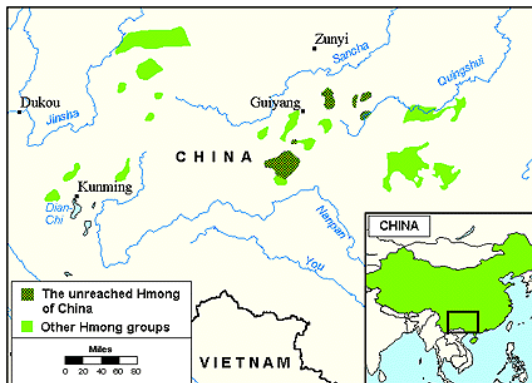 Zunyi
Sancha
Quingshui
Dukou
Jinsha
Guiyang
CHINA
Kunming
Dian-
Chi
Nanpan
You
CHINA
The unreached Hmong
of China
Other Hmong groups
Miles
0 20 40 60 80
VIETNAM